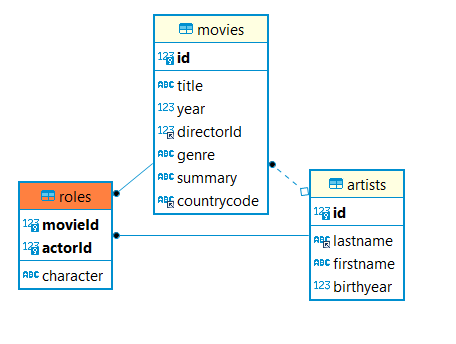 movies
123 id
ABC title
123 year
123 directorId
ABC genre
ABC summary
ABC countrycode
roles
123 movieId
123 actorId
ABC character
artists
123 id
ABC lastname
ABC firstname
123 birthyear